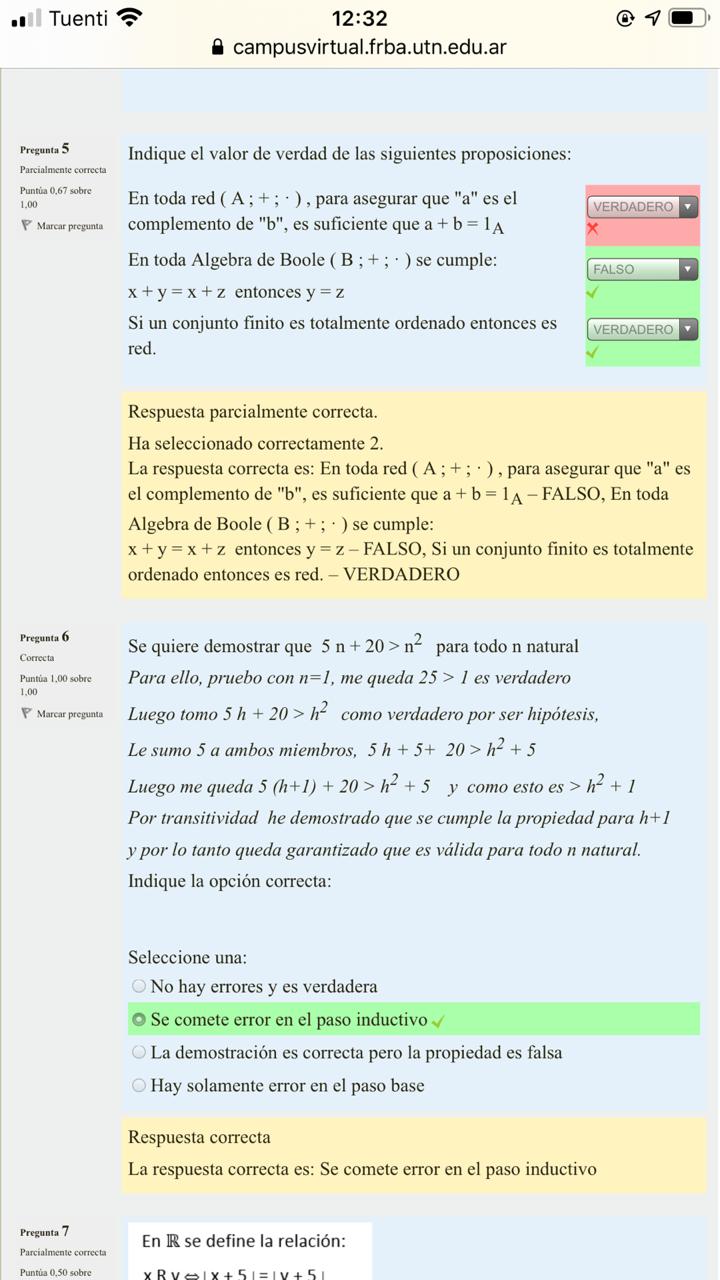 Tuenti 12:32
campusvirtual.frba.utn.edu.ar
Pregunta 5
Parcialmente correcta
Puntúa 0,67 sobre
1,00
Marcar pregunta
Indique el valor de verdad de las siguientes proposiciones:
En toda red ( A ; + ; · ) , para asegurar que "a" es el
complemento de "b", es suficiente que a + b = 1A
VERDADERO
En toda Algebra de Boole ( B ; + ; · ) se cumple:
x + y = x + z entonces y = z
FALSO
Si un conjunto finito es totalmente ordenado entonces es
red.
VERDADERO
Respuesta parcialmente correcta.
Ha seleccionado correctamente 2.
La respuesta correcta es: En toda red ( A ; + ; · ) , para asegurar que "a" es
el complemento de "b", es suficiente que a + b = 1A – FALSO, En toda
Algebra de Boole ( B ; + ; · ) se cumple:
x + y = x + z entonces y = z – FALSO, Si un conjunto finito es totalmente
ordenado entonces es red. – VERDADERO
Pregunta 6
Correcta
Puntúa 1,00 sobre
1,00
Marcar pregunta
Se quiere demostrar que 5 n + 20 > n² para todo n natural
Para ello, pruebo con n=1, me queda 25 > 1 es verdadero
Luego tomo 5 h + 20 > h² como verdadero por ser hipótesis,
Le sumo 5 a ambos miembros, 5 h + 5+ 20 > h² + 5
Luego me queda 5 (h+1) + 20 > h² + 5 y como esto es > h² + 1
Por transitividad he demostrado que se cumple la propiedad para h+1
y por lo tanto queda garantizado que es válida para todo n natural.
Indique la opción correcta:
Seleccione una:
No hay errores y es verdadera
Se comete error en el paso inductivo
La demostración es correcta pero la propiedad es falsa
Hay solamente error en el paso base
Respuesta correcta
La respuesta correcta es: Se comete error en el paso inductivo
Pregunta 7
Parcialmente correcta
Puntúa 0,50 sobre
En ℝ se define la relación:
x R y ⇔ | x + 5 | = | y + 5 |